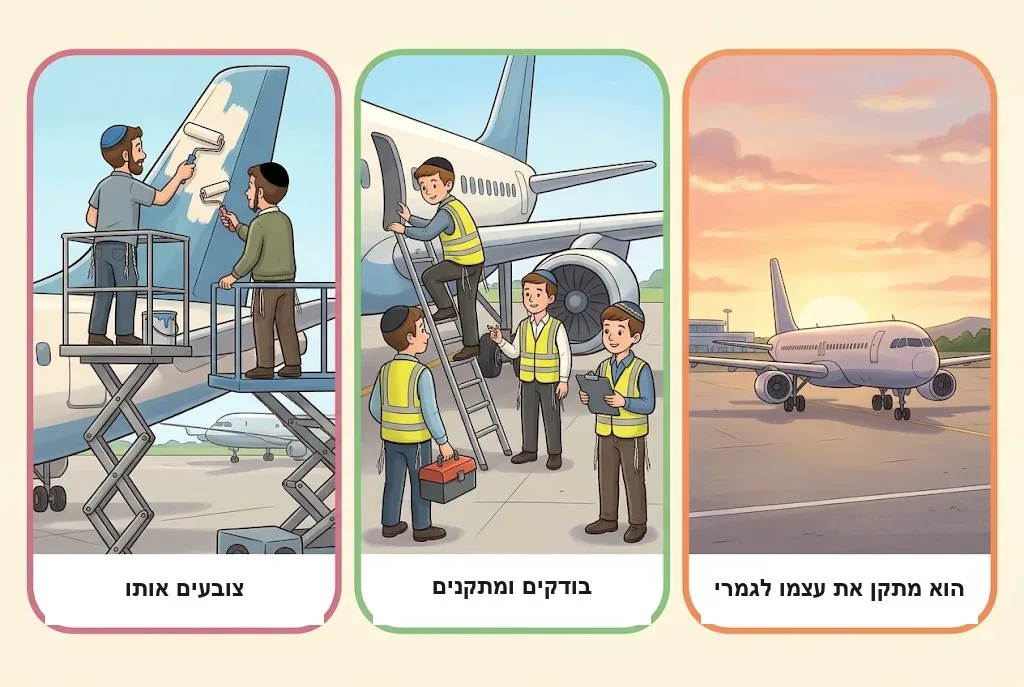 הוא מתקן את עצמו לגמרי
בודקים ומתקנים
צובעים אותו